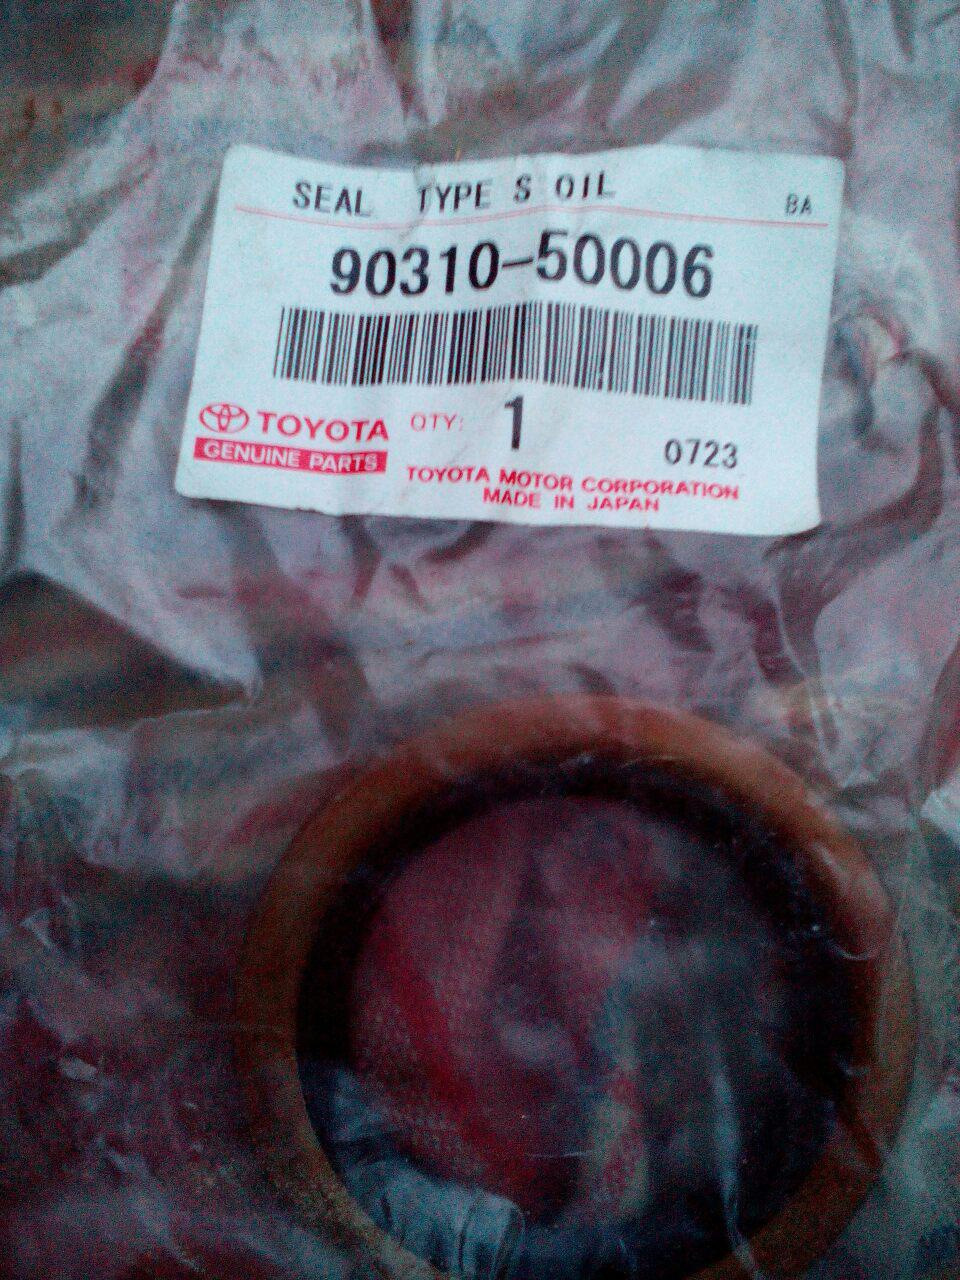 SEAL TYPE S OIL BA
90310-50006
TOYOTA QTY: 1
GENUINE PARTS 0723
TOYOTA MOTOR CORPORATION
MADE IN JAPAN